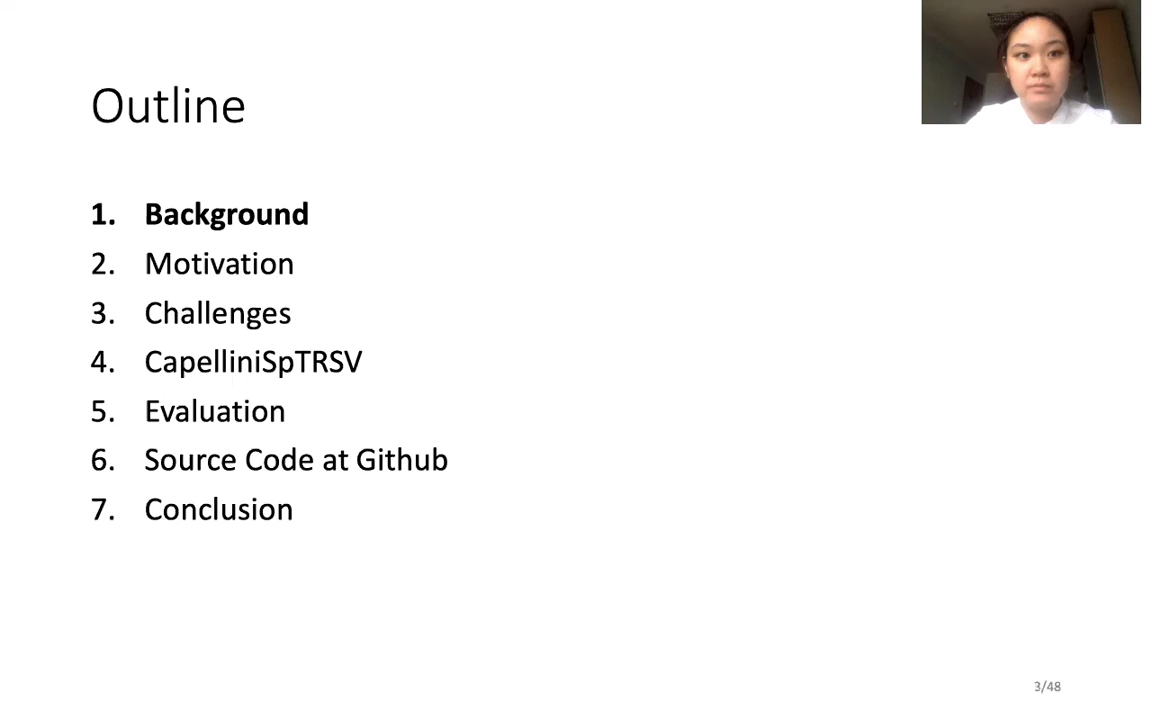 Outline
1. Background
2. Motivation
3. Challenges
4. CapelliniSpTRSV
5. Evaluation
6. Source Code at Github
7. Conclusion
3/48